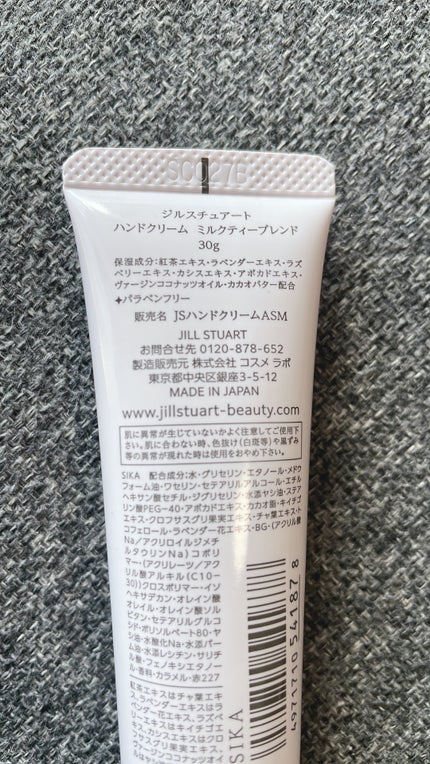 SCC27E
ジルスチュアート
ハンドクリーム ミルクティーブレンド
30g
保湿成分:紅茶エキス・ラベンダーエキス・ラズ
ベリーエキス・カシスエキス・アボカドエキス・
ヴァージンココナッツオイル・カカオバター配合
✦パラベンフリー
販売名 JSハンドクリームASM
JILL STUART
お問合せ先 0120-878-652
製造販売元 株式会社 コスメ ラボ
東京都中央区銀座3-5-12
MADE IN JAPAN
www.jillstuart-beauty.com
肌に異常が生じていないかよく注意してご使用下
さい。肌に合わない時、色抜け(白斑等)や黒ずみ
等の異常が現れた時は使用をおやめ下さい。
SIKA 配合成分:水・グリセリン・エタノール・メドウ
フォーム油・ワセリン・セテアリルアルコール・エチル
ヘキサン酸セチル・ジグリセリン・水添ヤシ油・ステア
リン酸PEG-40・アボカドエキス・カカオ脂・キイチゴ
エキス・クロフサスグリ果実エキス・チャ葉エキス・ト
コフェロール・ラベンダー花エキス・BG・(アクリル酸
Na/アクリロイルジメチ
ルタウリンNa)コポリ
マー・(アクリレーツ/アク
リル酸アルキル(C10-
30))クロスポリマー・イソ
ヘキサデカン・オレイン酸
オレイル・オレイン酸ソル
ビタン・セテアリルグルコ
シド・ポリソルベート80・ヤ
シ油・水酸化Na・水添パー
ム油・水添レシチン・サリチ
ル酸・フェノキシエタノー
ル・香料・カラメル・赤227
紅茶エキスはチャ葉エキ
ス、ラベンダーエキスはラ
ベンダー花エキス、ラズベ
リーエキスはキイチゴエ
キス、カシスエキスはクロ
フサスグリ果実エキス、
ヴァージンココナッツオイ
SIKA
4971710 541878